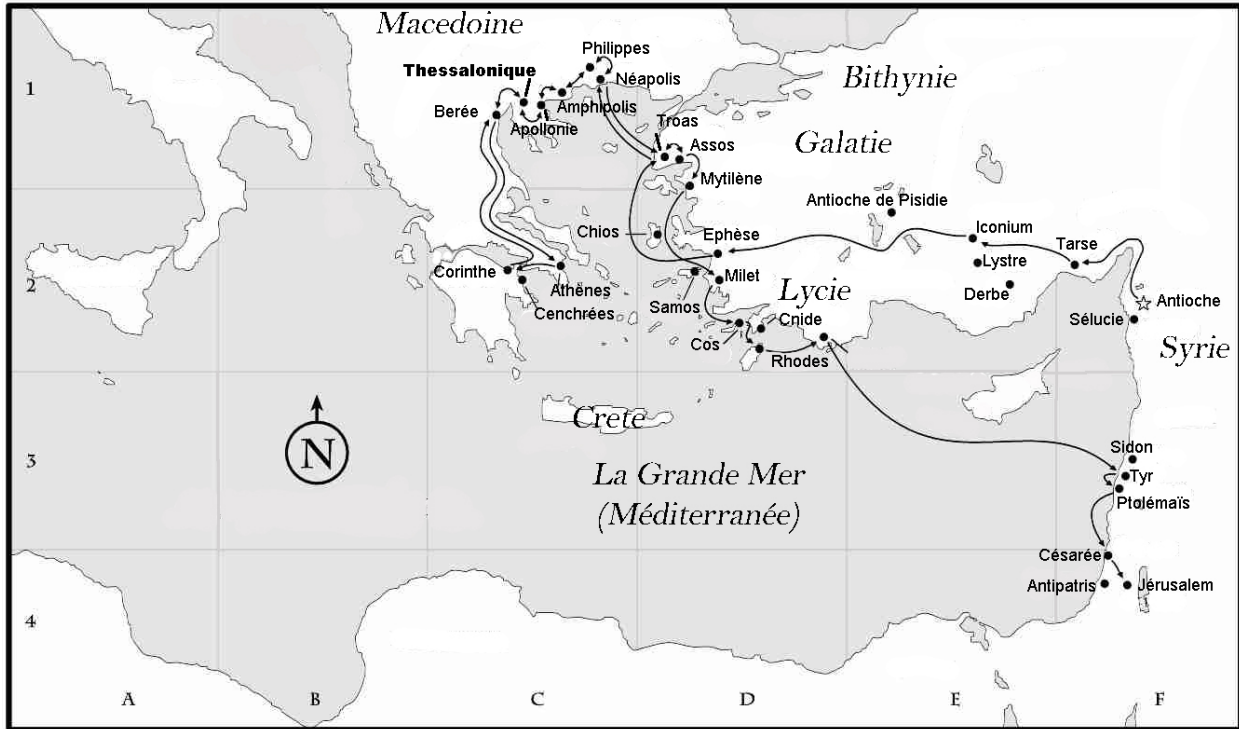 Macedoine
Philippes
Thessalonique
Néapolis
Bithynie
1
Berée
Amphipolis
Apollonie
Troas
Assos
Galatie
Mytilène
Antioche de Pisidie
Chios
Ephèse
Iconium
Tarse
Lystre
Corinthe
Milet
2
Athènes
Derbe
Lycie
Antioche
Cenchrées
Samos
Cnide
Sélucie
Cos
Syrie
Rhodes
Crete
N
3
Sidon
La Grande Mer
Tyr
Ptolémaïs
(Méditerranée)
Césarée
Antipatris
Jérusalem
4
A
B
C
D
E
F